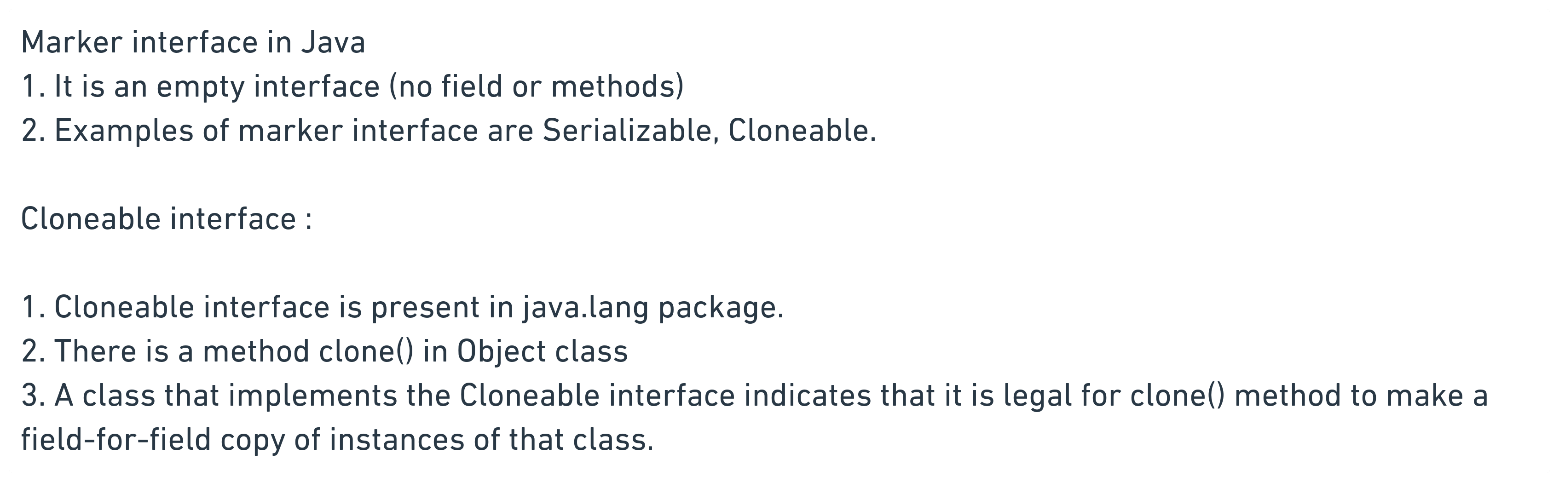 Marker interface in Java
1. It is an empty interface (no field or methods)
2. Examples of marker interface are Serializable, Cloneable.
Cloneable interface :
1. Cloneable interface is present in java.lang package.
2. There is a method clone() in Object class
3. A class that implements the Cloneable interface indicates that it is legal for clone() method to make a
field-for-field copy of instances of that class.